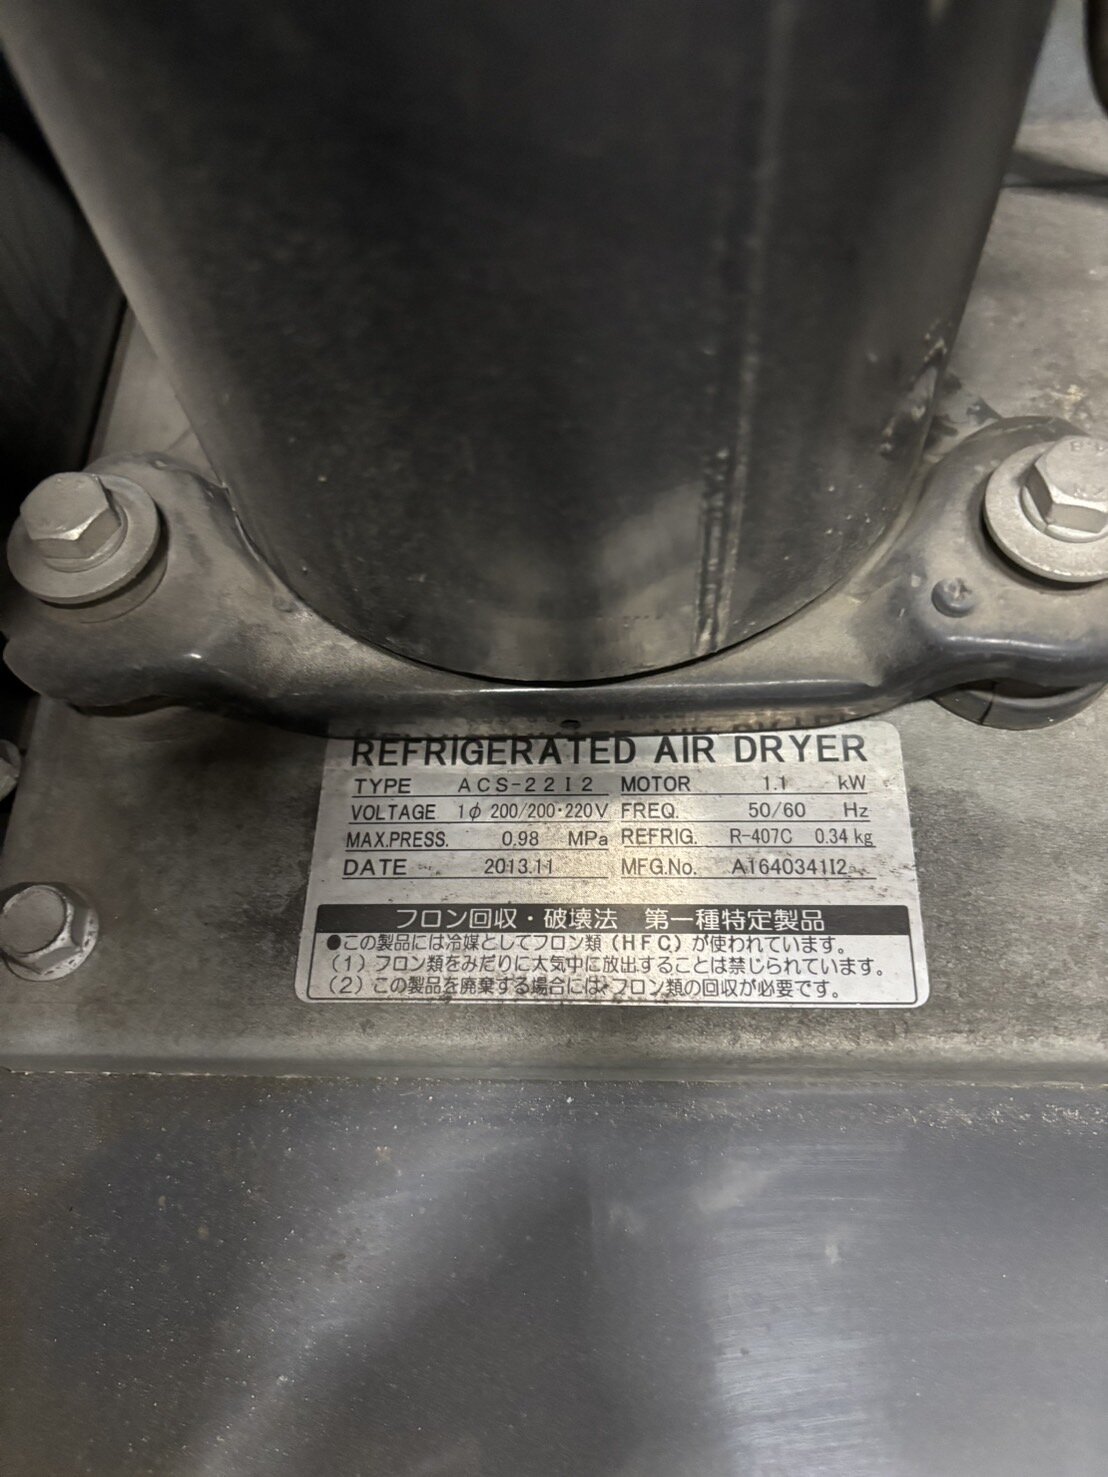 REFRIGERATED AIR DRYER
TYPE ACS-22I2 MOTOR 1.1 kW
VOLTAGE 1φ 200/200・220V FREQ. 50/60 Hz
MAX.PRESS. 0.98 MPa REFRIG. R-407C 0.34 kg
DATE 2013.11 MFG.No. A1640341I2
フロン回収・破壊法 第一種特定製品
●この製品には冷媒としてフロン類(HFC)が使われています。
(1)フロン類をみだりに大気中に放出することは禁じられています。
(2)この製品を廃棄する場合には、フロン類の回収が必要です。